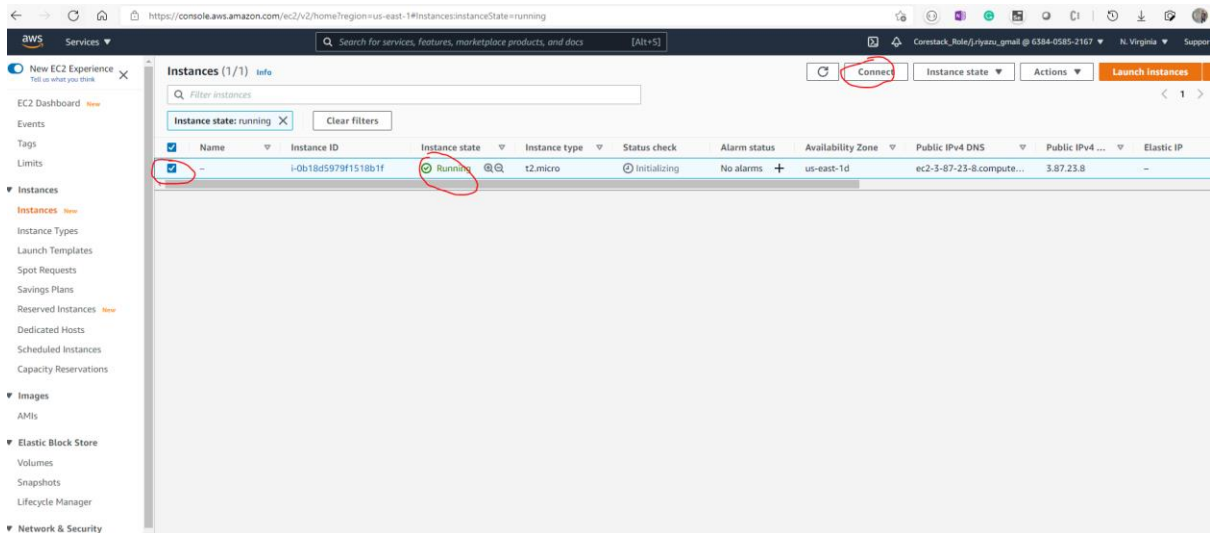 https://console.aws.amazon.com/ec2/v2/home?region=us-east-1#Instances:instanceState=running
aws Services ▼ Search for services, features, marketplace products, and docs [Alt+S] Corestack_Role/j.riyazu_gmail @ 6384-0585-2167 ▼ N. Virginia ▼ Suppor
New EC2 Experience
Tell us what you think
Instances (1/1) Info Connect Instance state ▼ Actions ▼ Launch instances
Filter instances < 1 >
Instance state: running X Clear filters
Name Instance ID Instance state Instance type Status check Alarm status Availability Zone Public IPv4 DNS Public IPv4 ... Elastic IP
– i-0b18d5979f1518b1f Running t2.micro Initializing No alarms + us-east-1d ec2-3-87-23-8.compute... 3.87.23.8 –
EC2 Dashboard New
Events
Tags
Limits
▼ Instances
Instances New
Instance Types
Launch Templates
Spot Requests
Savings Plans
Reserved Instances New
Dedicated Hosts
Scheduled Instances
Capacity Reservations
▼ Images
AMIs
▼ Elastic Block Store
Volumes
Snapshots
Lifecycle Manager
▼ Network & Security